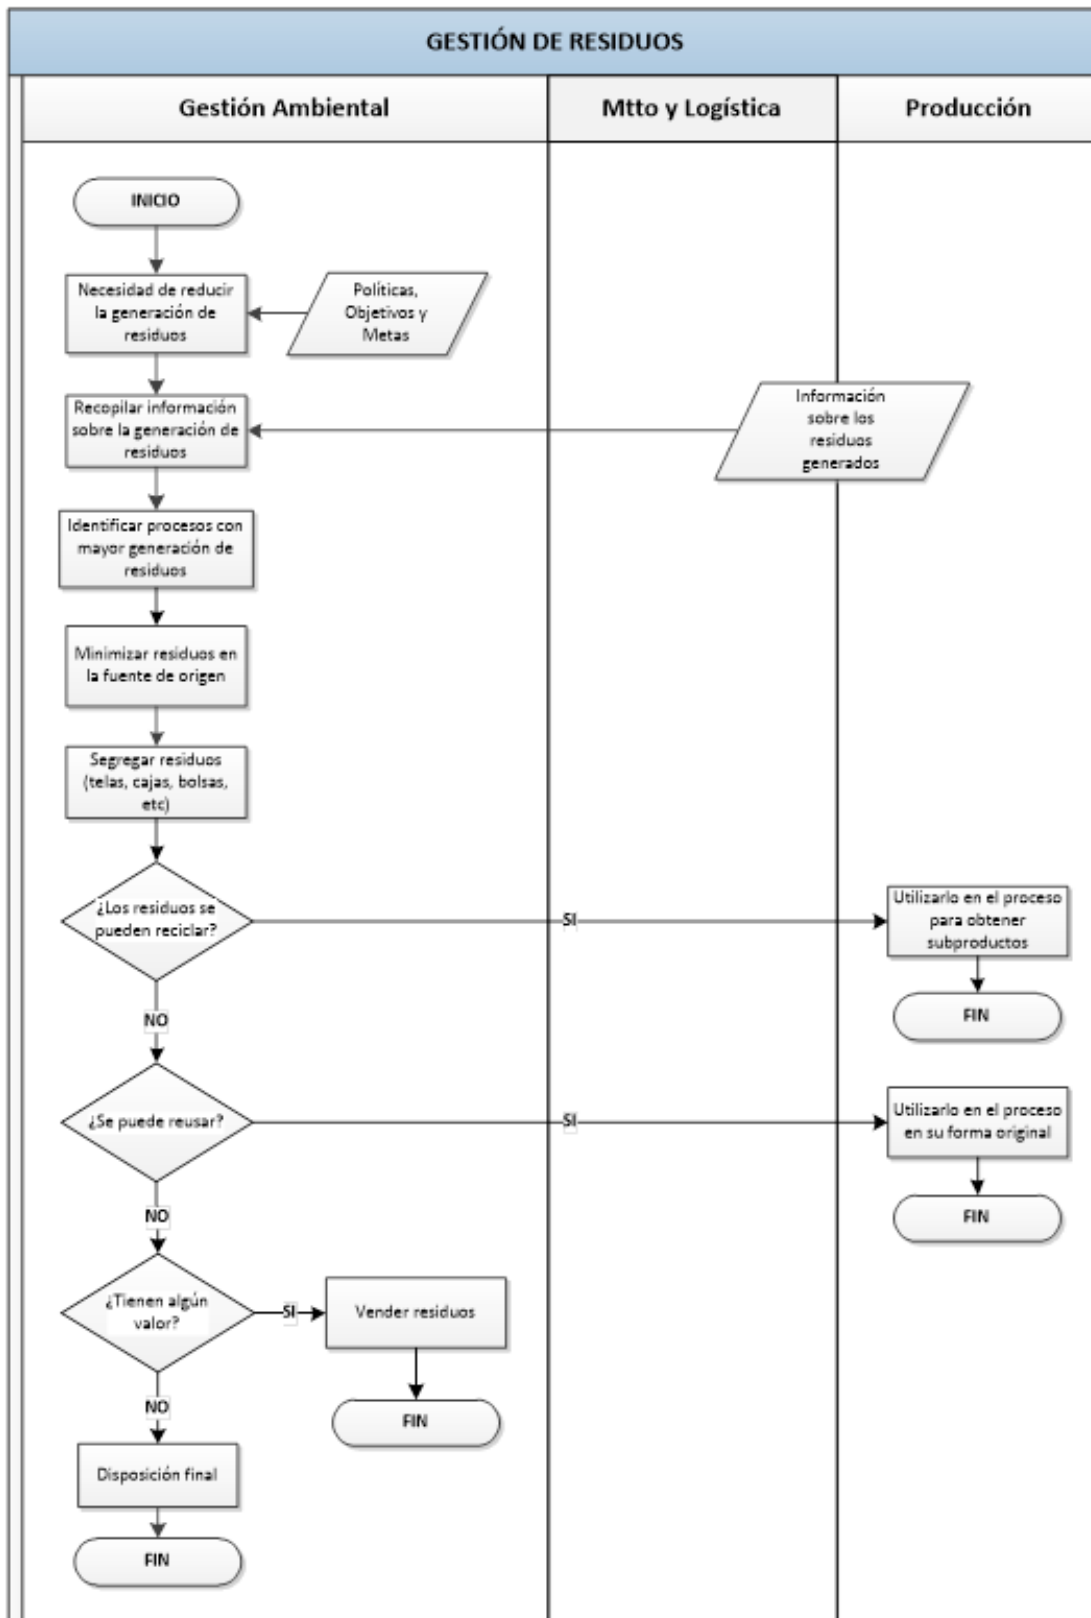 GESTIÓN DE RESIDUOS
Gestión Ambiental
Mtto y Logística
Producción
INICIO
Necesidad de reducir
la generación de
residuos
Políticas,
Objetivos y
Metas
Recopilar información
sobre la generación de
residuos
Información
sobre los
residuos
generados
Identificar procesos con
mayor generación de
residuos
Minimizar residuos en
la fuente de origen
Segregar residuos
(telas, cajas, bolsas,
etc)
¿Los residuos se
pueden reciclar?
SI
Utilizarlo en el proceso
para obtener
subproductos
FIN
NO
¿Se puede reusar?
SI
Utilizarlo en el proceso
en su forma original
FIN
NO
¿Tienen algún
valor?
SI
Vender residuos
FIN
NO
Disposición final
FIN